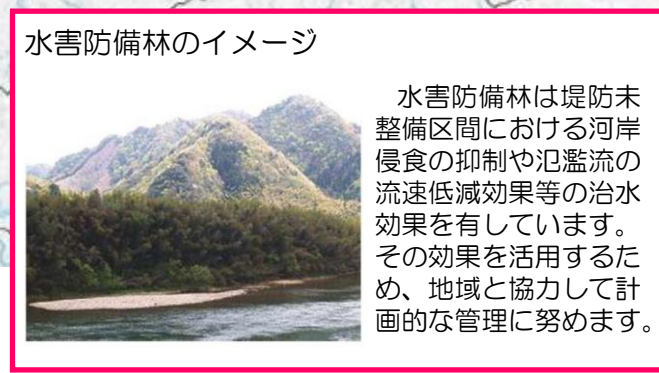 水害防備林のイメージ
水害防備林は堤防未
整備区間における河岸
侵食の抑制や氾濫流の
流速低減効果等の治水
効果を有しています。
その効果を活用するた
め、地域と協力して計
画的な管理に努めます。